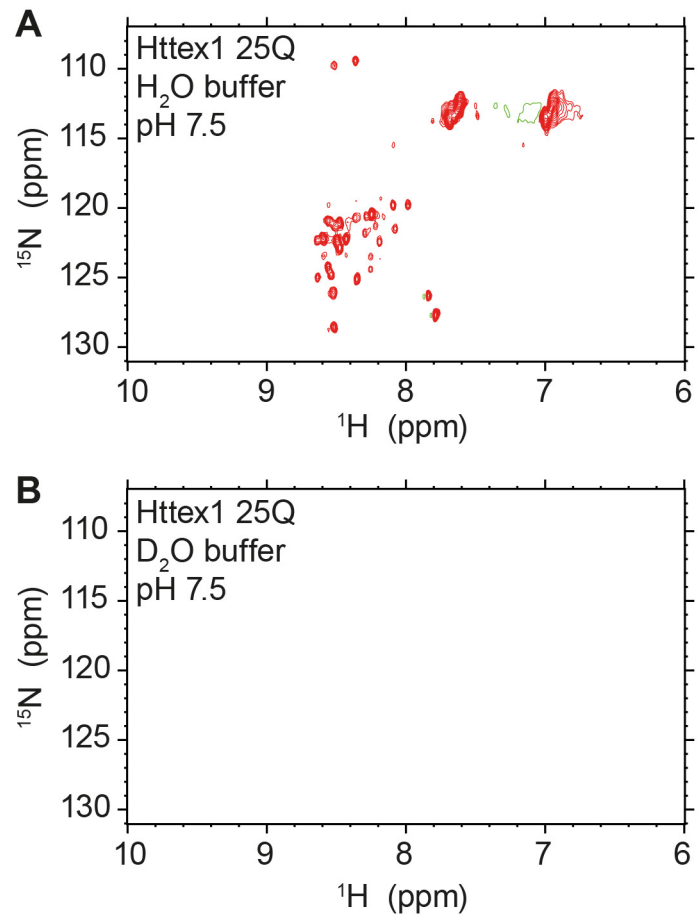 A
Httex1 25Q
H₂O buffer
pH 7.5
110
115
120
125
130
¹⁵N (ppm)
10 9 8 7 6
¹H (ppm)
B
Httex1 25Q
D₂O buffer
pH 7.5
110
115
120
125
130
¹⁵N (ppm)
10 9 8 7 6
¹H (ppm)